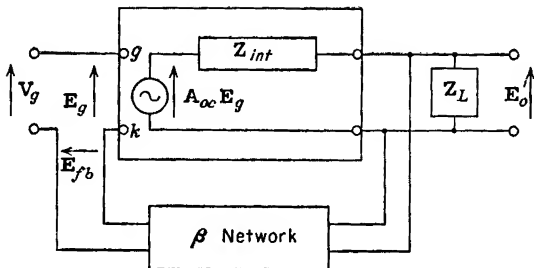 g
Z_int
V_g
E_g
A_oc E_g
Z_L
E_o'
k
E_fb
β Network